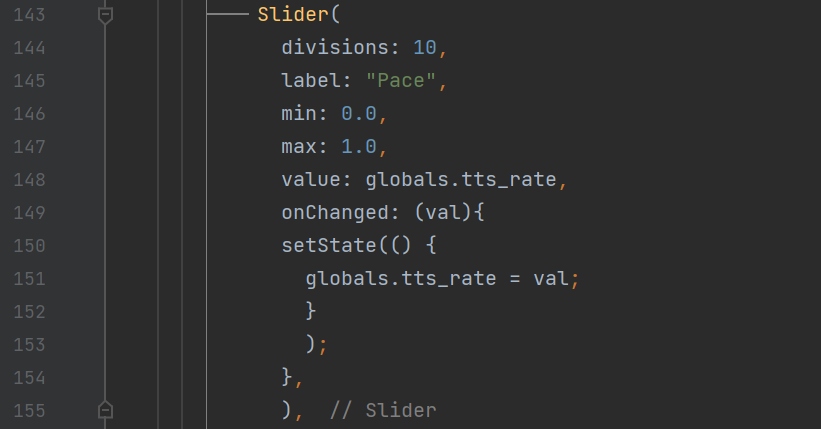 143 Slider(
144 divisions: 10,
145 label: "Pace",
146 min: 0.0,
147 max: 1.0,
148 value: globals.tts_rate,
149 onChanged: (val){
150 setState(() {
151 globals.tts_rate = val;
152 }
153 );
154 },
155 ), // Slider